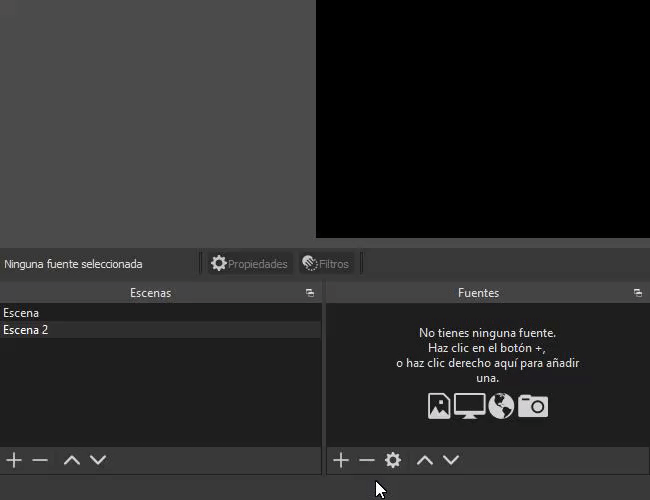 Ninguna fuente seleccionada
Propiedades
Filtros
Escenas
Fuentes
Escena
Escena 2
No tienes ninguna fuente.
Haz clic en el botón +,
o haz clic derecho aquí para añadir
una.